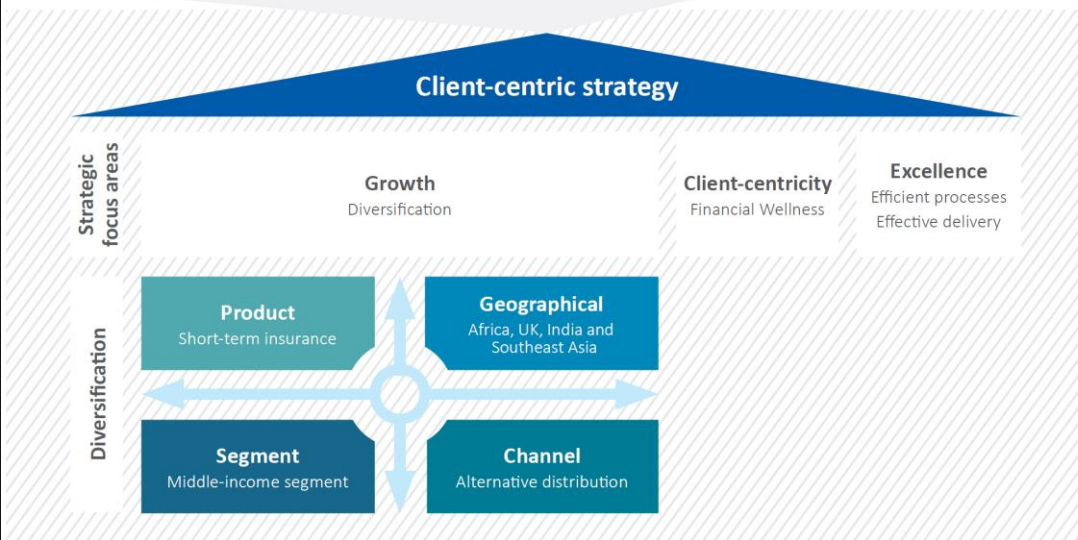 Client-centric strategy
Strategic
focus areas
Growth
Diversification
Client-centricity
Financial Wellness
Excellence
Efficient processes
Effective delivery
Diversification
Product
Short-term insurance
Geographical
Africa, UK, India and
Southeast Asia
Segment
Middle-income segment
Channel
Alternative distribution